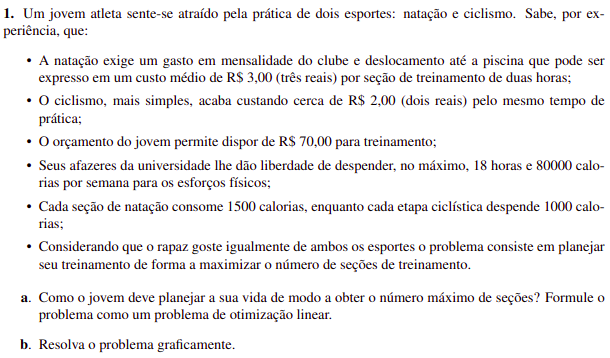 1. Um jovem atleta sente-se atraído pela prática de dois esportes: natação e ciclismo. Sabe, por ex-
periência, que:
• A natação exige um gasto em mensalidade do clube e deslocamento até a piscina que pode ser
expresso em um custo médio de R$ 3,00 (três reais) por seção de treinamento de duas horas;
• O ciclismo, mais simples, acaba custando cerca de R$ 2,00 (dois reais) pelo mesmo tempo de
prática;
• O orçamento do jovem permite dispor de R$ 70,00 para treinamento;
• Seus afazeres da universidade lhe dão liberdade de despender, no máximo, 18 horas e 80000 calo-
rias por semana para os esforços físicos;
• Cada seção de natação consome 1500 calorias, enquanto cada etapa ciclística despende 1000 calo-
rias;
• Considerando que o rapaz goste igualmente de ambos os esportes o problema consiste em planejar
seu treinamento de forma a maximizar o número de seções de treinamento.
a. Como o jovem deve planejar a sua vida de modo a obter o número máximo de seções? Formule o
problema como um problema de otimização linear.
b. Resolva o problema graficamente.